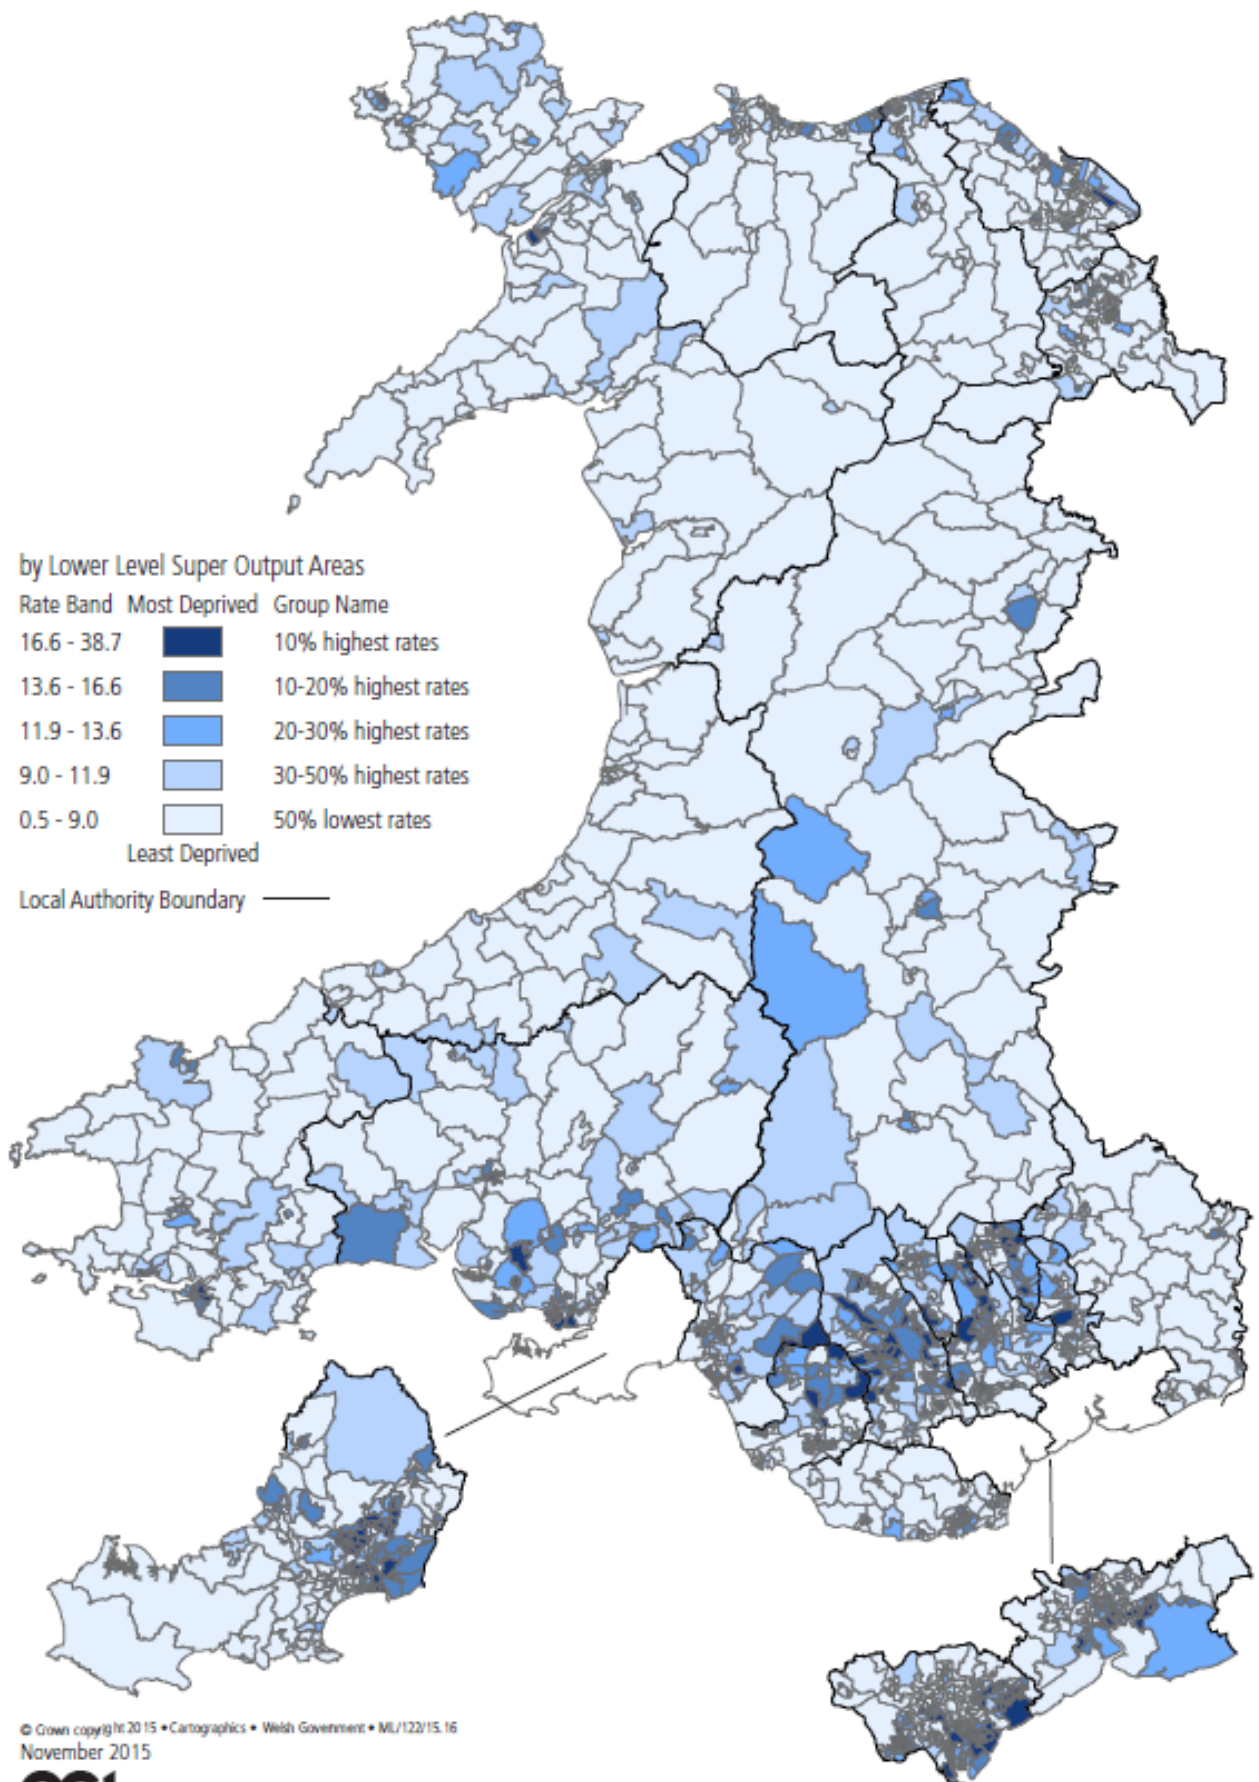 by Lower Level Super Output Areas
Rate Band Most Deprived Group Name
16.6 - 38.7 10% highest rates
13.6 - 16.6 10-20% highest rates
11.9 - 13.6 20-30% highest rates
9.0 - 11.9 30-50% highest rates
0.5 - 9.0 50% lowest rates
Least Deprived
Local Authority Boundary
© Crown copyright 2015 • Cartographics • Welsh Government • ML/122/15.16
November 2015